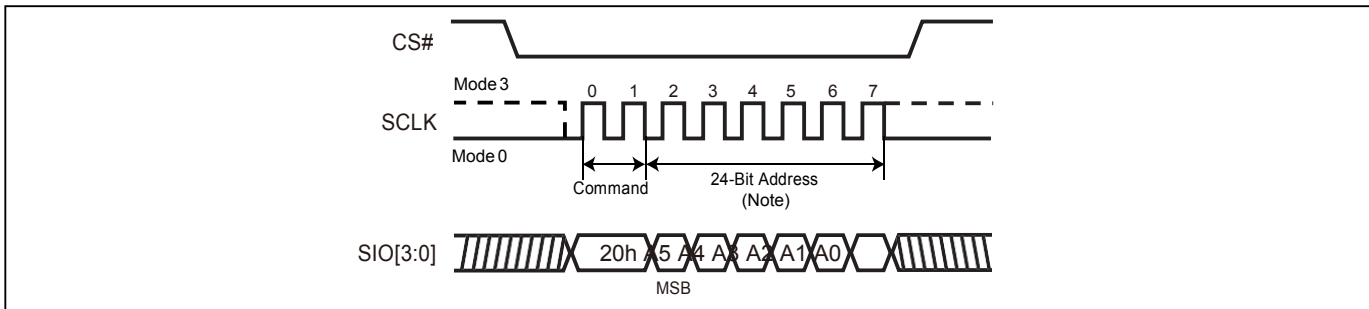 CS#
Mode 3
0 1 2 3 4 5 6 7
SCLK
Mode 0
Command
24-Bit Address
(Note)
SIO[3:0]
20h A5 A4 A3 A2 A1 A0
MSB